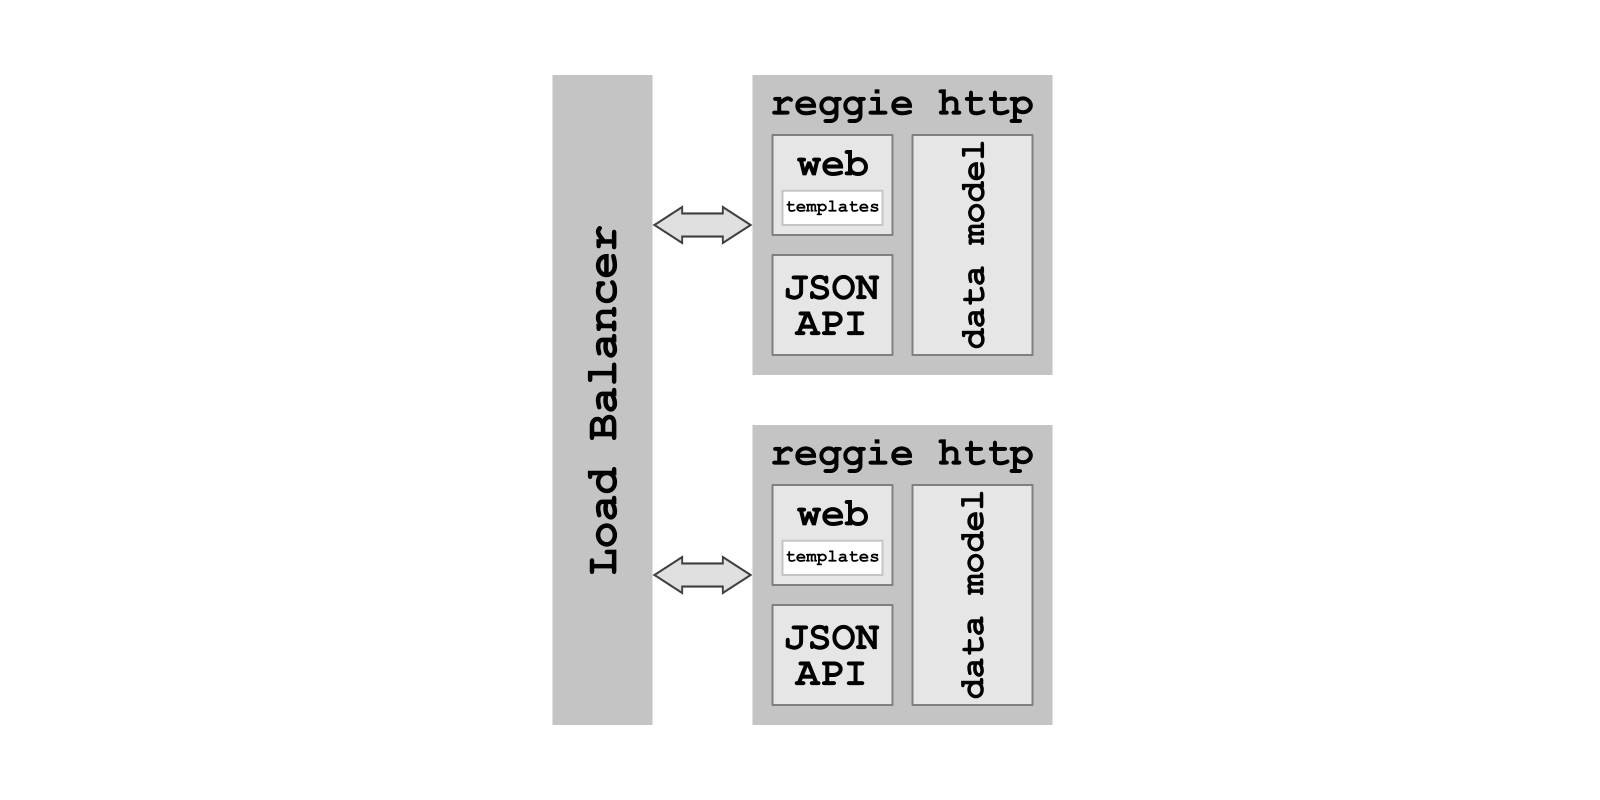 Load Balancer
reggie http
web
templates
JSON
API
data model
reggie http
web
templates
JSON
API
data model